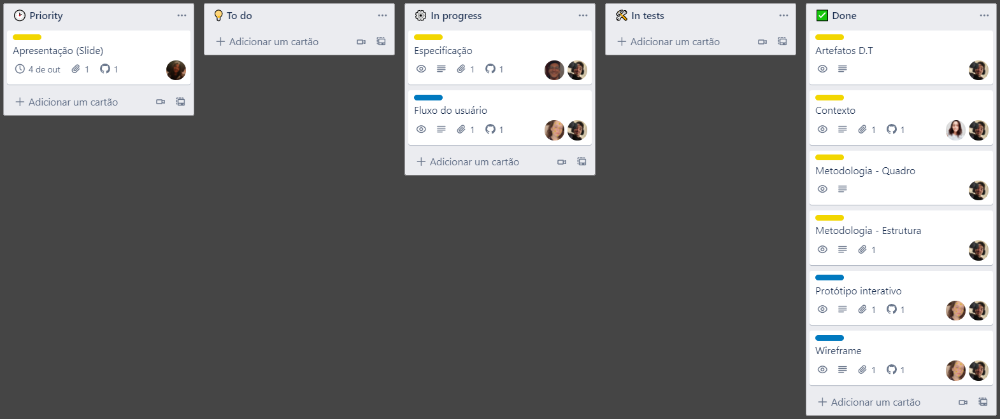 Priority
Apresentação (Slide)
4 de out 1 1
Adicionar um cartão
To do
Adicionar um cartão
In progress
Especificação
1 1
Fluxo do usuário
1 1
Adicionar um cartão
In tests
Adicionar um cartão
Done
Artefatos D.T
Contexto
1 1
Metodologia - Quadro
Metodologia - Estrutura
1
Protótipo interativo
1 1
Wireframe
1 1
Adicionar um cartão